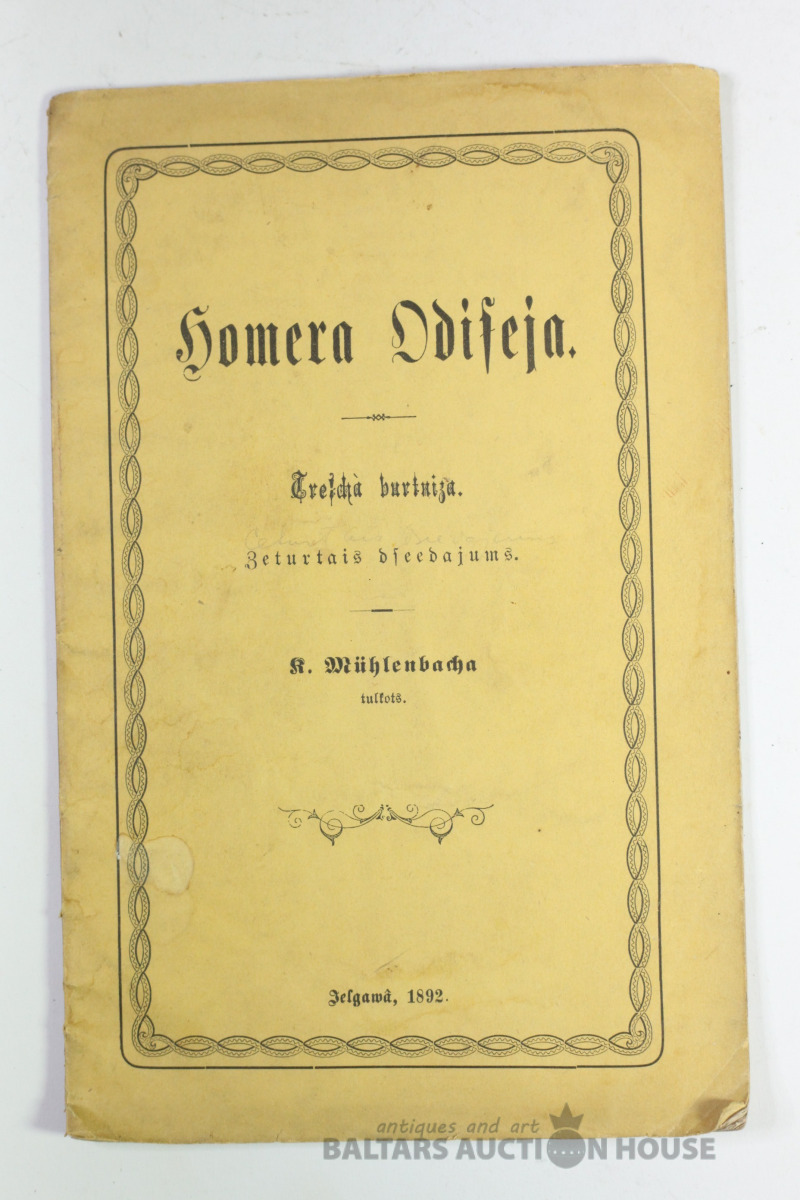 Homera Odiseja.
Treschà burtniza.
Zeturtais dseedajums.
K. Mühlenbacha
tulkots.
Jelgawâ, 1892.
antiques and art
BALTARS AUCTION HOUSE